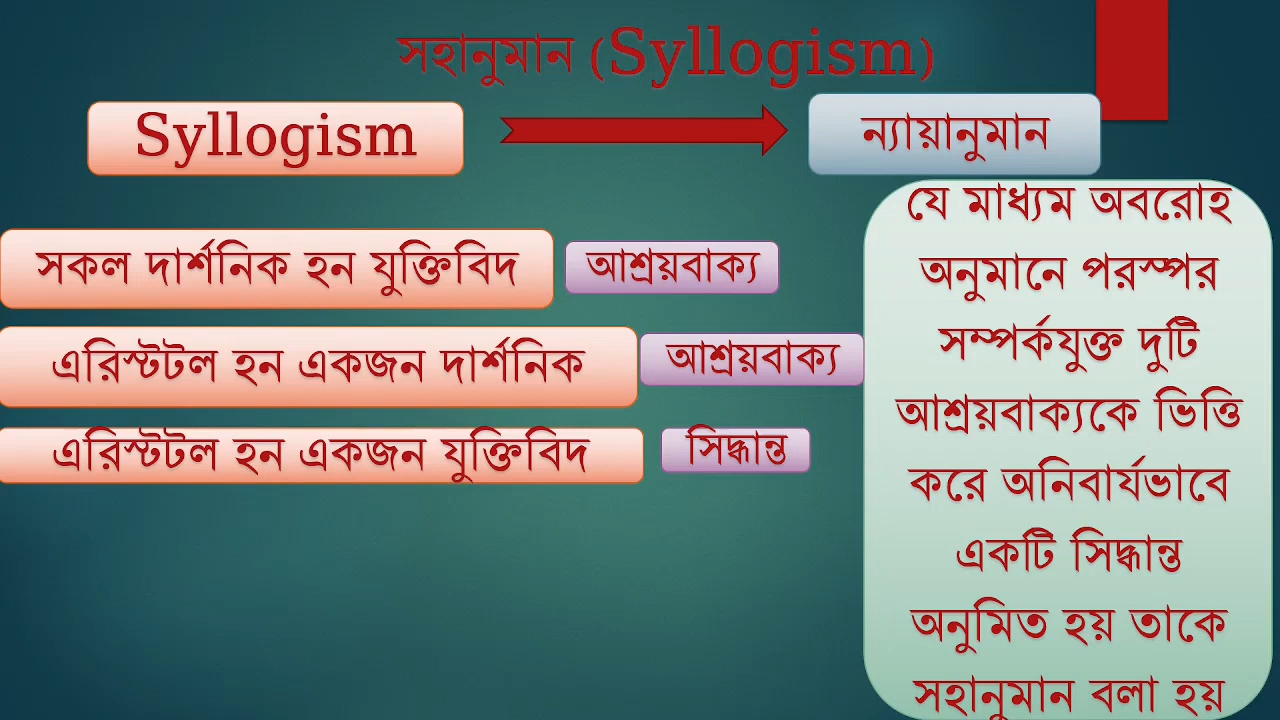 সহানুমান (Syllogism)
Syllogism
ন্যায়ানুমান
সকল দার্শনিক হন যুক্তিবিদ
আশ্রয়বাক্য
এরিস্টটল হন একজন দার্শনিক
আশ্রয়বাক্য
এরিস্টটল হন একজন যুক্তিবিদ
সিদ্ধান্ত
যে মাধ্যম অবরোহ
অনুমানে পরস্পর
সম্পর্কযুক্ত দুটি
আশ্রয়বাক্যকে ভিত্তি
করে অনিবার্যভাবে
একটি সিদ্ধান্ত
অনুমিত হয় তাকে
সহানুমান বলা হয়